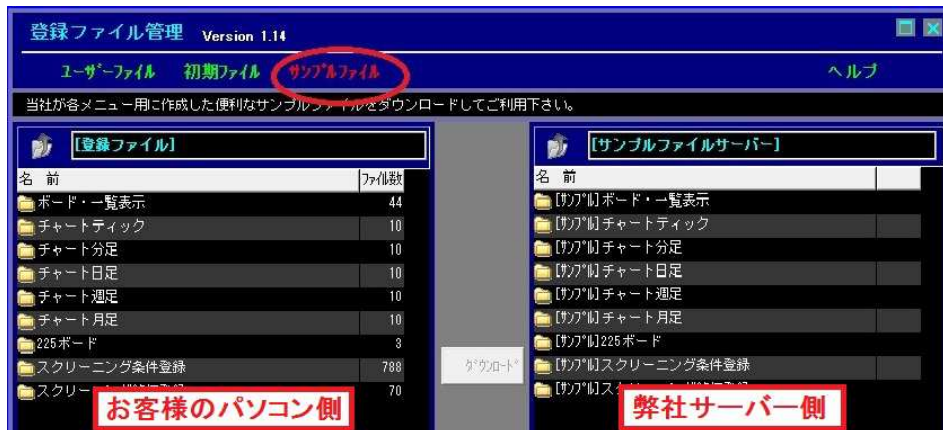 登録ファイル管理 Version 1.14
ユーザーファイル 初期ファイル サンプルファイル ヘルプ
当社が各メニュー用に作成した便利なサンプルファイルをダウンロードしてご利用下さい。
[登録ファイル]
名 前 ファイル数
ボード・一覧表示 44
チャートティック 10
チャート分足 10
チャート日足 10
チャート週足 10
チャート月足 10
225ボード 3
スクリーニング条件登録 788
スクリー 70
お客様のパソコン側
ダウンロード
[サンプルファイルサーバー]
名 前
[サンプル]ボード・一覧表示
[サンプル]チャートティック
[サンプル]チャート分足
[サンプル]チャート日足
[サンプル]チャート週足
[サンプル]チャート月足
[サンプル]225ボード
[サンプル]スクリーニング条件登録
[サンプル]ス
弊社サーバー側